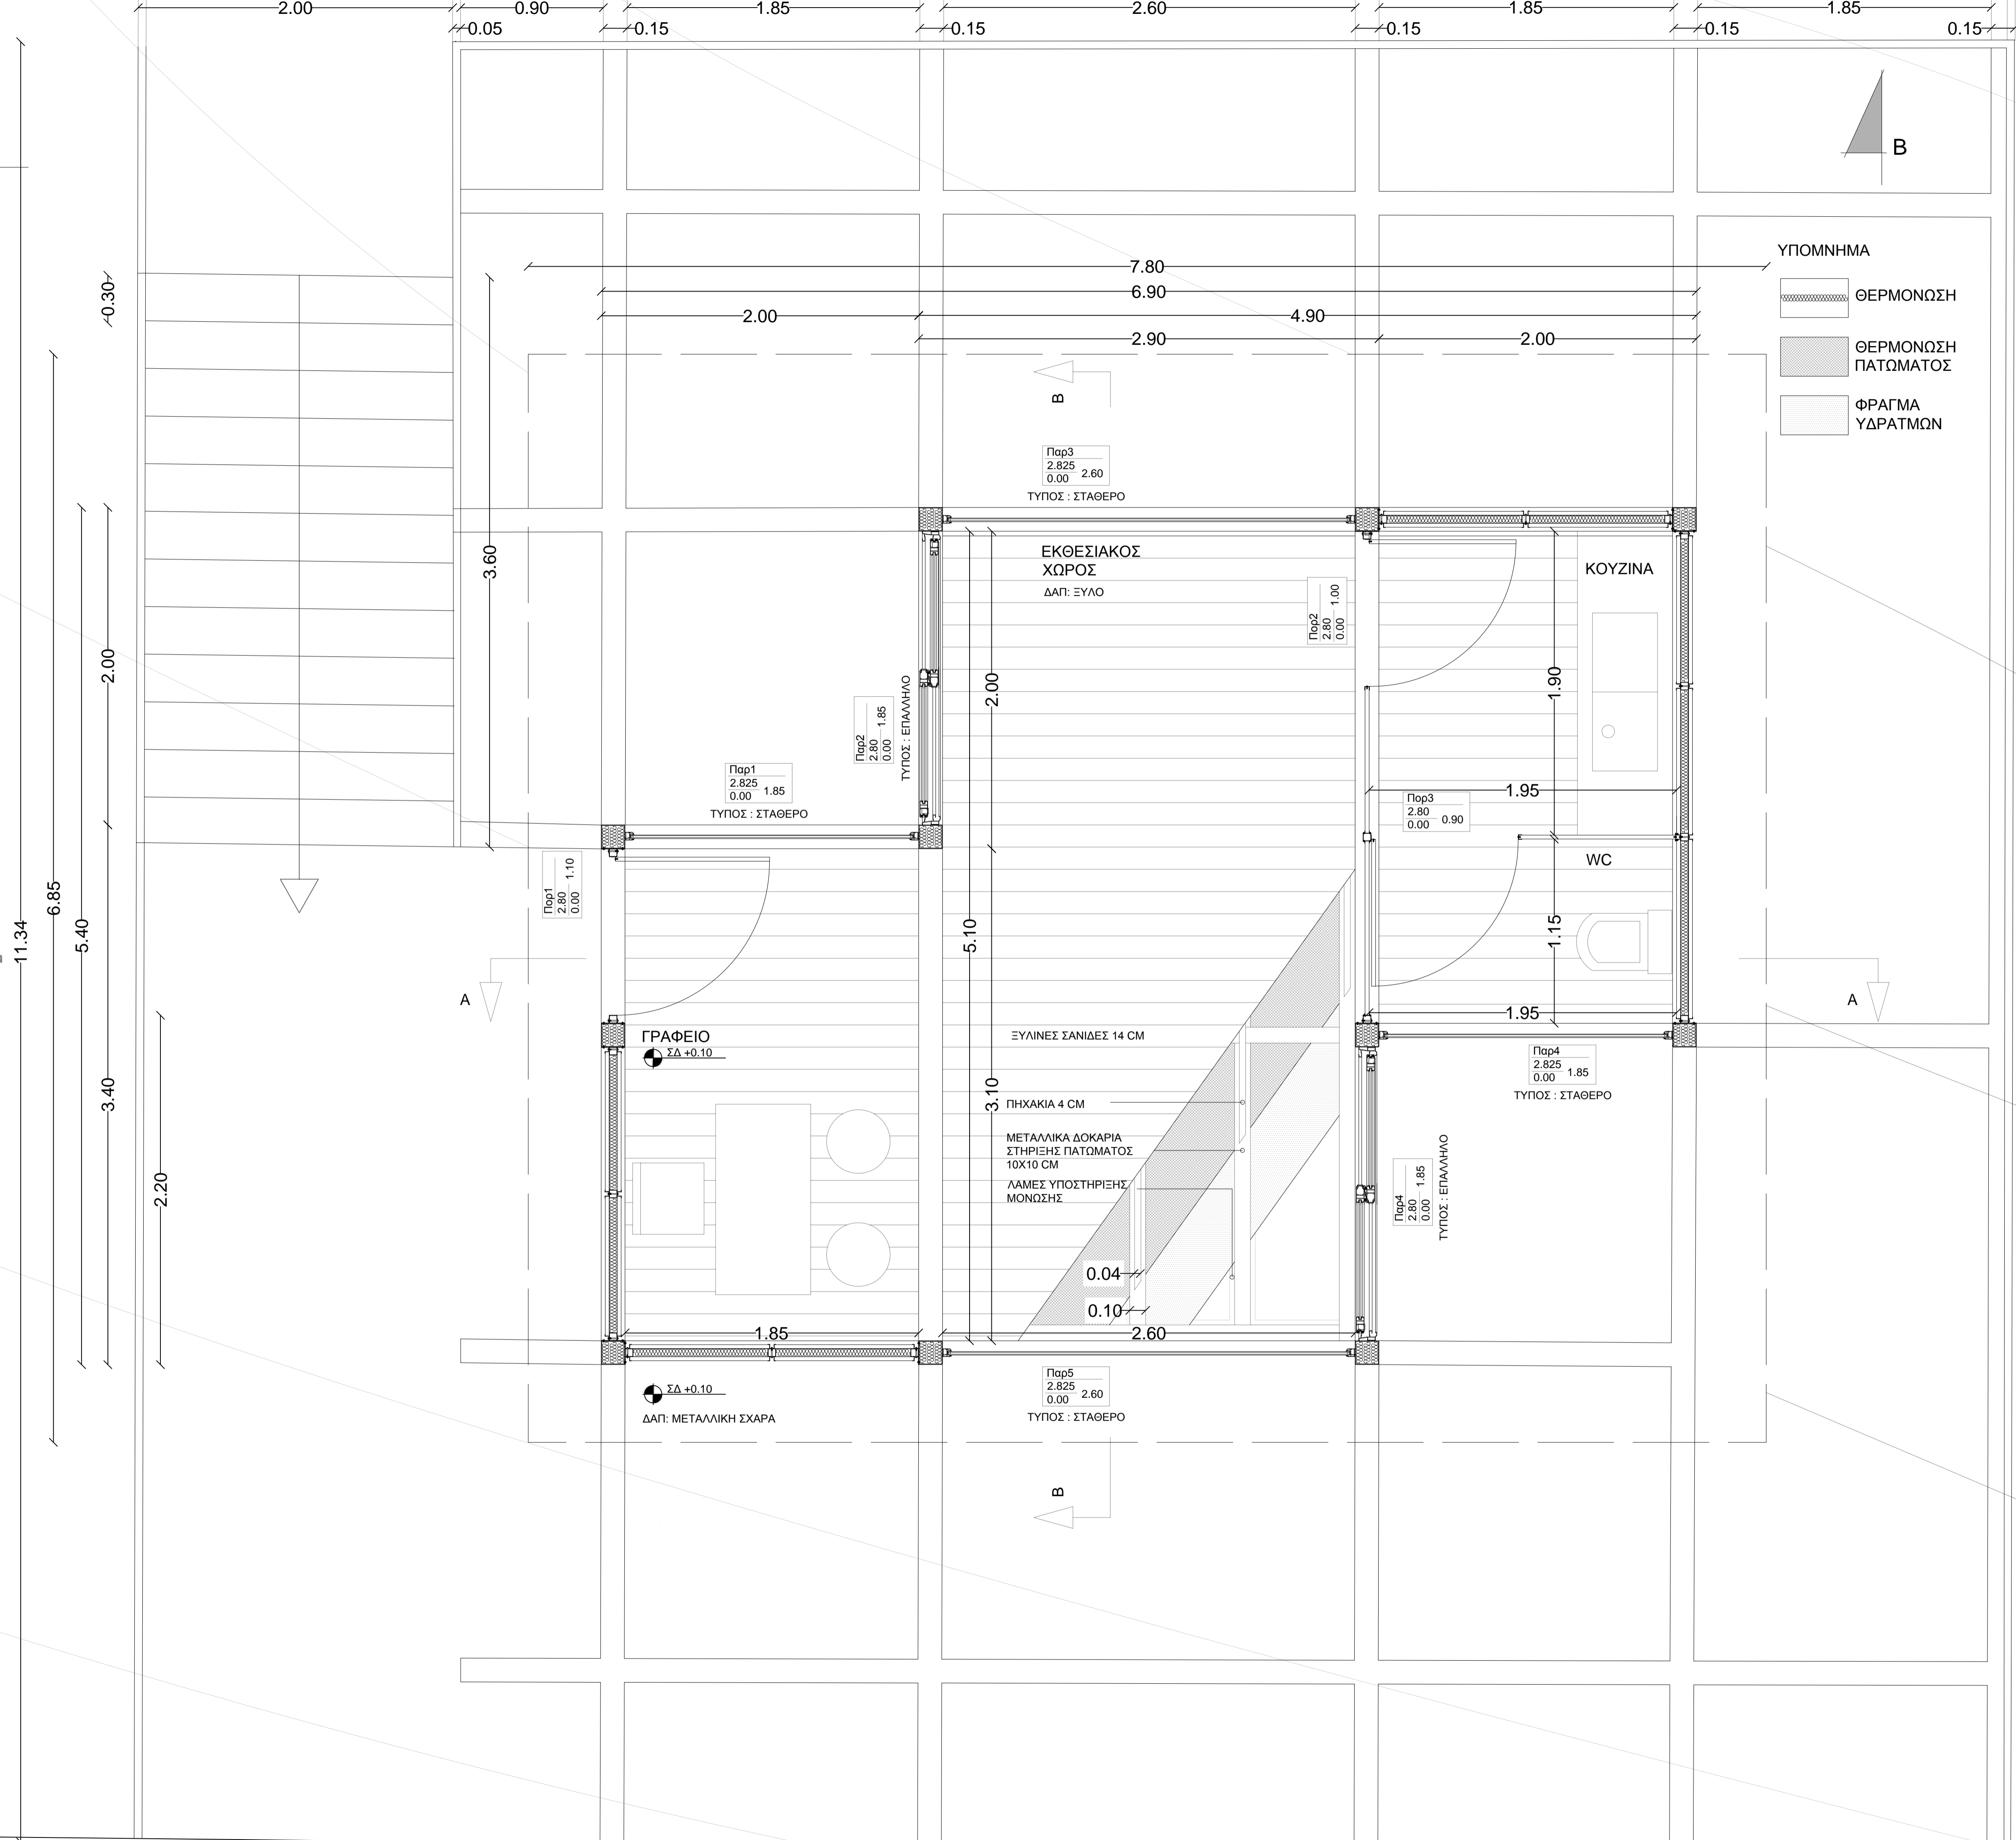 2.00
0.90
1.85
2.60
1.85
1.85
0.05
0.15
0.15
0.15
0.15
0.15
Β
ΥΠΟΜΝΗΜΑ
ΘΕΡΜΟΝΩΣΗ
ΘΕΡΜΟΝΩΣΗ
ΠΑΤΩΜΑΤΟΣ
ΦΡΑΓΜΑ
ΥΔΡΑΤΜΩΝ
7.80
6.90
2.00
4.90
2.90
2.00
0.30
3.60
2.00
6.85
5.40
11.34
3.40
2.20
Β
Παρ3
2.825
0.00 2.60
ΤΥΠΟΣ : ΣΤΑΘΕΡΟ
ΕΚΘΕΣΙΑΚΟΣ
ΧΩΡΟΣ
ΔΑΠ: ΞΥΛΟ
Πορ2
2.80
0.00 1.00
ΚΟΥΖΙΝΑ
2.00
1.90
Παρ2
2.80
0.00 1.85
ΤΥΠΟΣ : ΕΠΑΛΛΗΛΟ
Παρ1
2.825
0.00 1.85
ΤΥΠΟΣ : ΣΤΑΘΕΡΟ
1.95
Πορ3
2.80
0.00 0.90
WC
Πορ1
2.80
0.00 1.10
5.10
1.15
Α
Α
1.95
ΓΡΑΦΕΙΟ
ΣΔ +0.10
ΞΥΛΙΝΕΣ ΣΑΝΙΔΕΣ 14 CM
3.10
ΠΗΧΑΚΙΑ 4 CM
ΜΕΤΑΛΛΙΚΑ ΔΟΚΑΡΙΑ
ΣΤΗΡΙΞΗΣ ΠΑΤΩΜΑΤΟΣ
10X10 CM
ΛΑΜΕΣ ΥΠΟΣΤΗΡΙΞΗΣ
ΜΟΝΩΣΗΣ
Παρ4
2.825
0.00 1.85
ΤΥΠΟΣ : ΣΤΑΘΕΡΟ
Παρ4
2.80
0.00 1.85
ΤΥΠΟΣ : ΕΠΑΛΛΗΛΟ
0.04
0.10
1.85
2.60
ΣΔ +0.10
ΔΑΠ: ΜΕΤΑΛΛΙΚΗ ΣΧΑΡΑ
Παρ5
2.825
0.00 2.60
ΤΥΠΟΣ : ΣΤΑΘΕΡΟ
Β